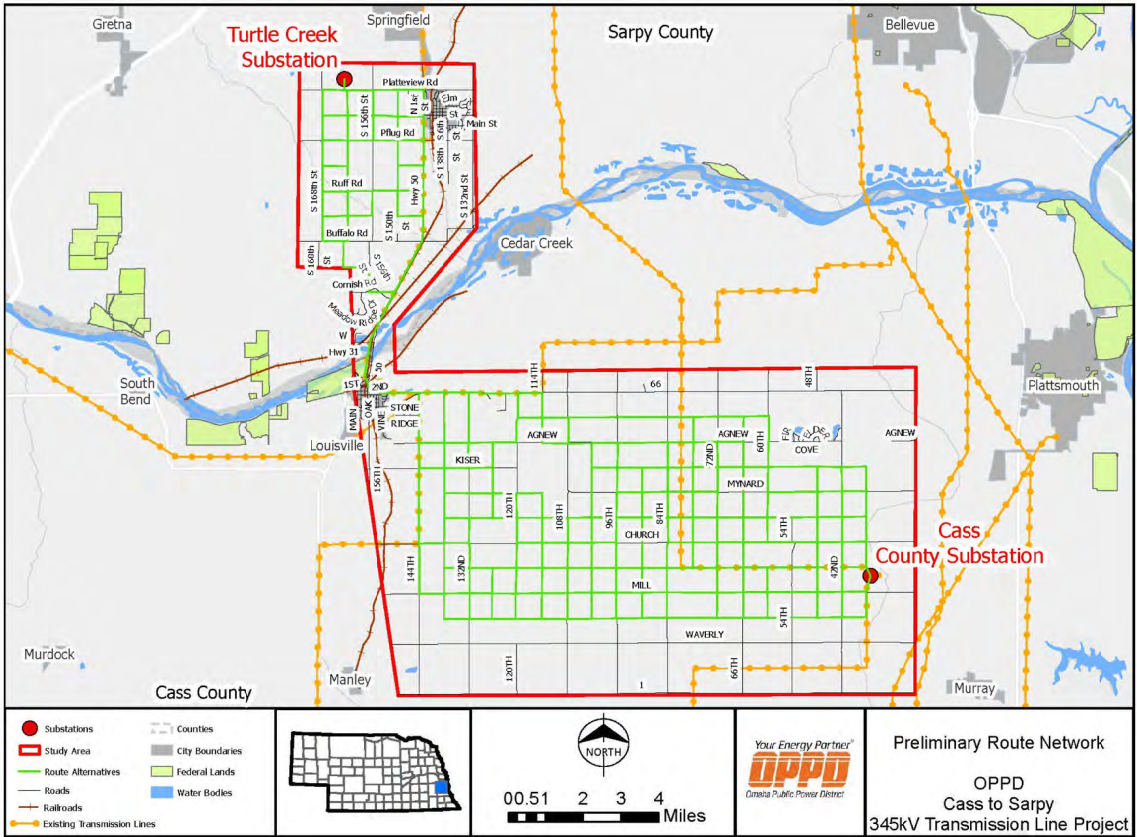 Gretna
Springfield
Sarpy County
Bellevue
Turtle Creek
Substation
Platteview Rd
S 156th St
N 1st
St
Elm
St
Main St
S 6th
St
Pflug Rd
S 138th
St
S 168th St
Ruff Rd
Hwy 50
S 132nd St
S 150th
St
Buffalo Rd
S 160th
St
S 156th
St
Cornish Rd
Meadow Ridge Ct
W
Hwy 31
50
Cedar Creek
South
Bend
1ST
2ND
MAIN
OAK
VINE
STONE
RIDGE
Louisville
156TH
114TH
66
48TH
Plattsmouth
AGNEW
AGNEW
60TH
COVE
AGNEW
KISER
72ND
MYNARD
120TH
108TH
96TH
84TH
CHURCH
54TH
Cass
County Substation
144TH
132ND
MILL
42ND
54TH
WAVERLY
120TH
66TH
1
Murdock
Manley
Cass County
Murray
Substations
Study Area
Route Alternatives
Roads
Railroads
Existing Transmission Lines
Counties
City Boundaries
Federal Lands
Water Bodies
NORTH
0 0.5 1 2 3 4
Miles
Your Energy Partner®
OPPD
Omaha Public Power District
Preliminary Route Network
OPPD
Cass to Sarpy
345kV Transmission Line Project